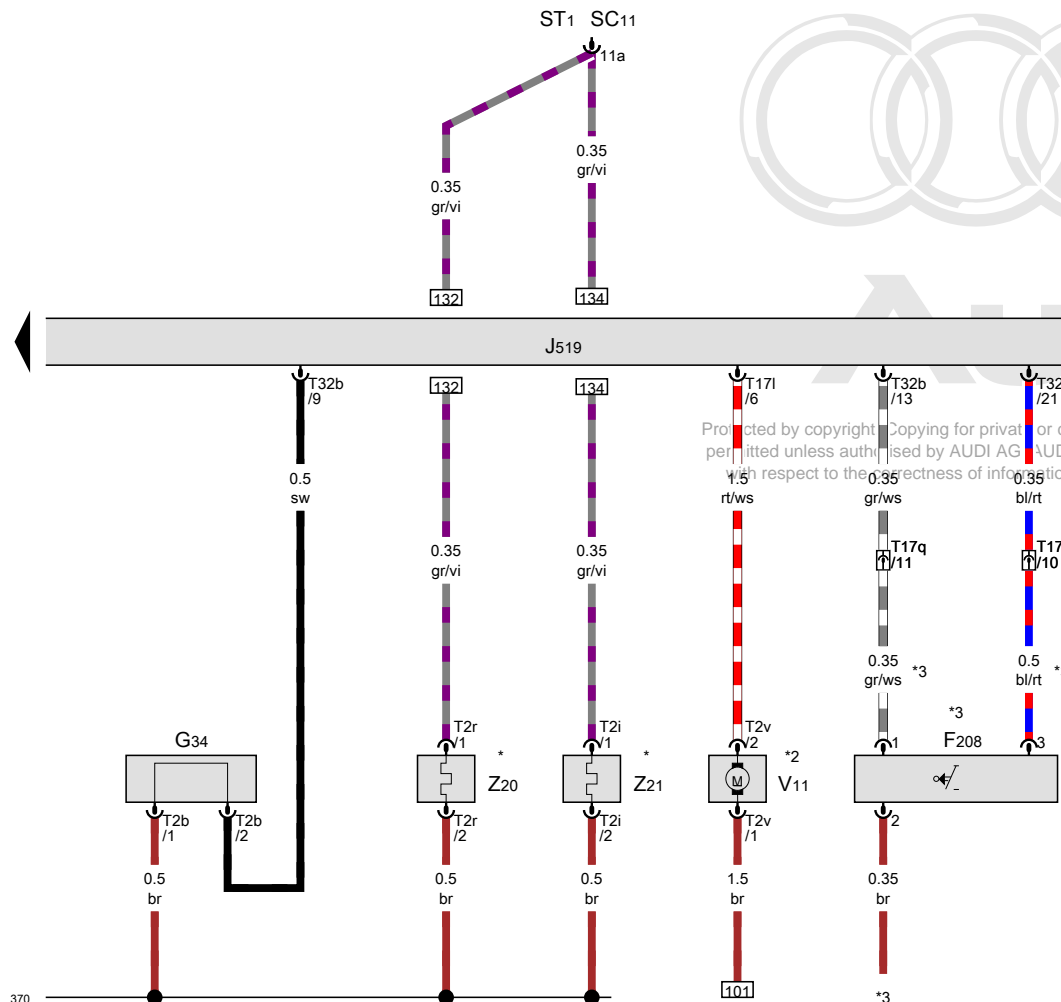 ST1 SC11
11a
0.35
gr/vi
0.35
gr/vi
132
134
J519
T32b
/9
132
134
T17l
/6
T32b
/13
T32
/21
Protected by copyright. Copying for private or
permitted unless authorised by AUDI AG. AUD
with respect to the correctness of informatio
0.5
sw
1.5
rt/ws
0.35
gr/ws
0.35
bl/rt
T17q
/11
T17
/10
0.35
gr/vi
0.35
gr/vi
0.35
gr/ws
*3
0.5
bl/rt
*
G34
T2r
/1
*
T2i
/1
*
T2v
/2
*2
1
*3
F208
3
Z20
Z21
M
V11
T2b
/1
T2b
/2
T2r
/2
T2i
/2
T2v
/1
2
0.5
br
0.5
br
0.5
br
1.5
br
0.35
br
370
101
*3
Au